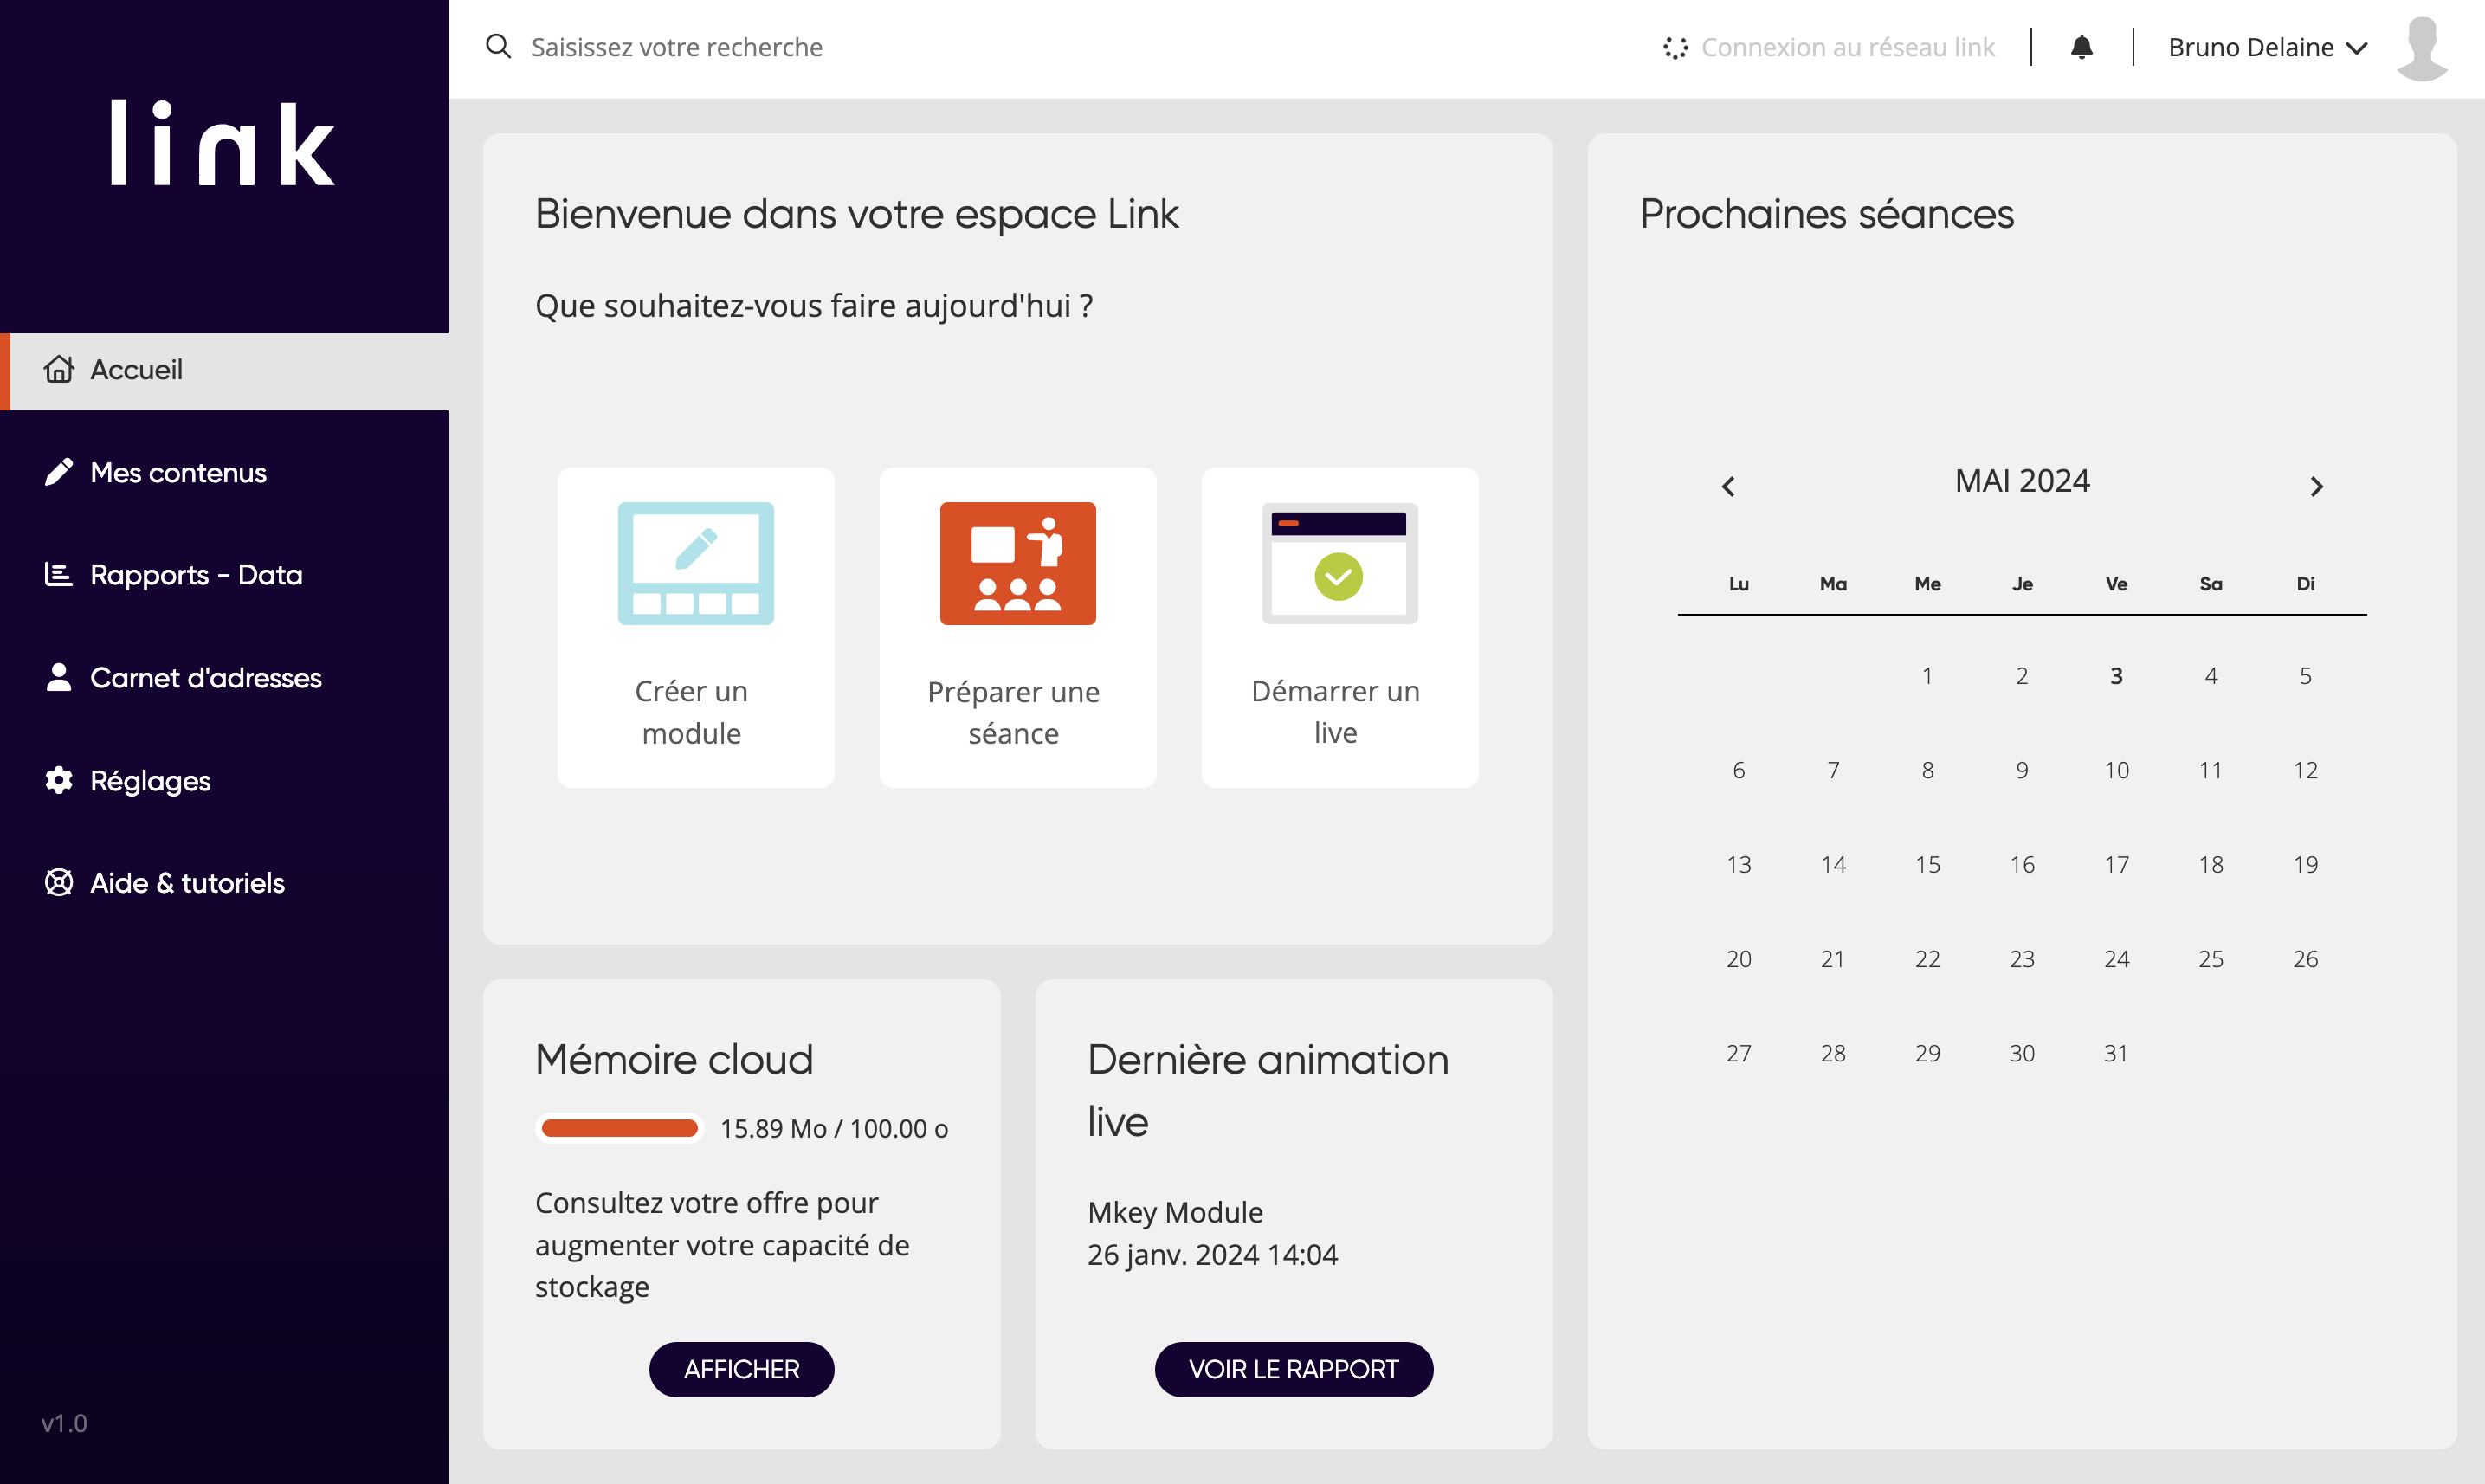 link
Accueil
Mes contenus
Rapports - Data
Carnet d'adresses
Réglages
Aide & tutoriels
v1.0
Saisissez votre recherche
Connexion au réseau link
Bruno Delaine
Bienvenue dans votre espace Link
Que souhaitez-vous faire aujourd'hui ?
Créer un
module
Préparer une
séance
Démarrer un
live
Mémoire cloud
15.89 Mo / 100.00 o
Consultez votre offre pour
augmenter votre capacité de
stockage
AFFICHER
Dernière animation
live
Mkey Module
26 janv. 2024 14:04
VOIR LE RAPPORT
Prochaines séances
MAI 2024
Lu Ma Me Je Ve Sa Di
1 2 3 4 5
6 7 8 9 10 11 12
13 14 15 16 17 18 19
20 21 22 23 24 25 26
27 28 29 30 31